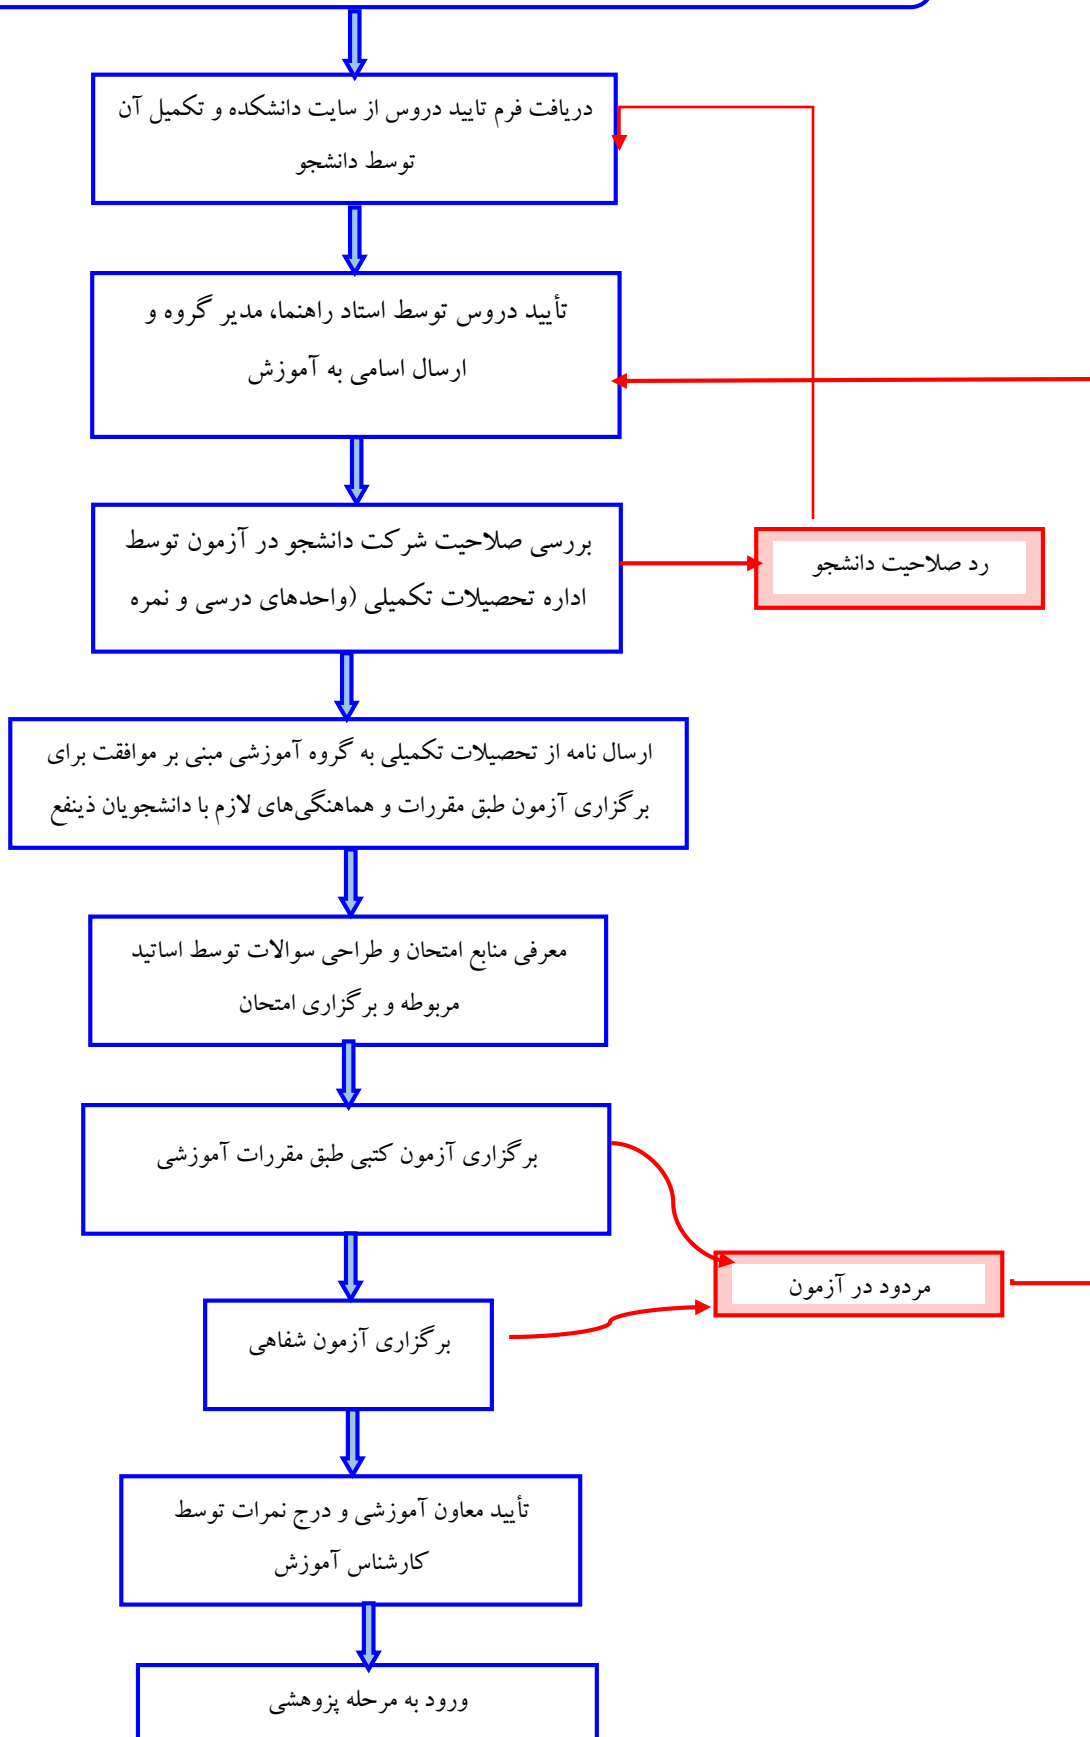 دریافت فرم تایید دروس از سایت دانشکده و تکمیل آن
توسط دانشجو
تأیید دروس توسط استاد راهنما، مدیر گروه و
ارسال اسامی به آموزش
بررسی صلاحیت شرکت دانشجو در آزمون توسط
اداره تحصیلات تکمیلی (واحدهای درسی و نمره
رد صلاحیت دانشجو
ارسال نامه از تحصیلات تکمیلی به گروه آموزشی مبنی بر موافقت برای
برگزاری آزمون طبق مقررات و هماهنگی‌های لازم با دانشجویان ذینفع
معرفی منابع امتحان و طراحی سوالات توسط اساتید
مربوطه و برگزاری امتحان
برگزاری آزمون کتبی طبق مقررات آموزشی
مردود در آزمون
برگزاری آزمون شفاهی
تأیید معاون آموزشی و درج نمرات توسط
کارشناس آموزش
ورود به مرحله پزوهشی